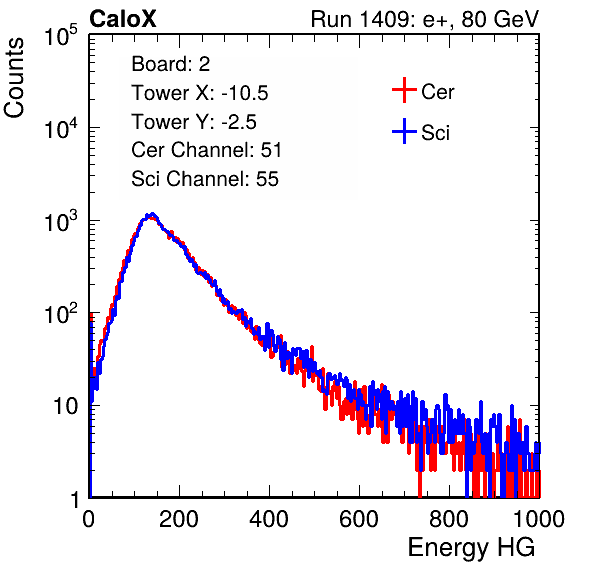 CaloX Run 1409: e+, 80 GeV
Counts
10^5
10^4
10^3
10^2
10
1
Board: 2
Tower X: -10.5
Tower Y: -2.5
Cer Channel: 51
Sci Channel: 55
Cer
Sci
0 200 400 600 800 1000
Energy HG